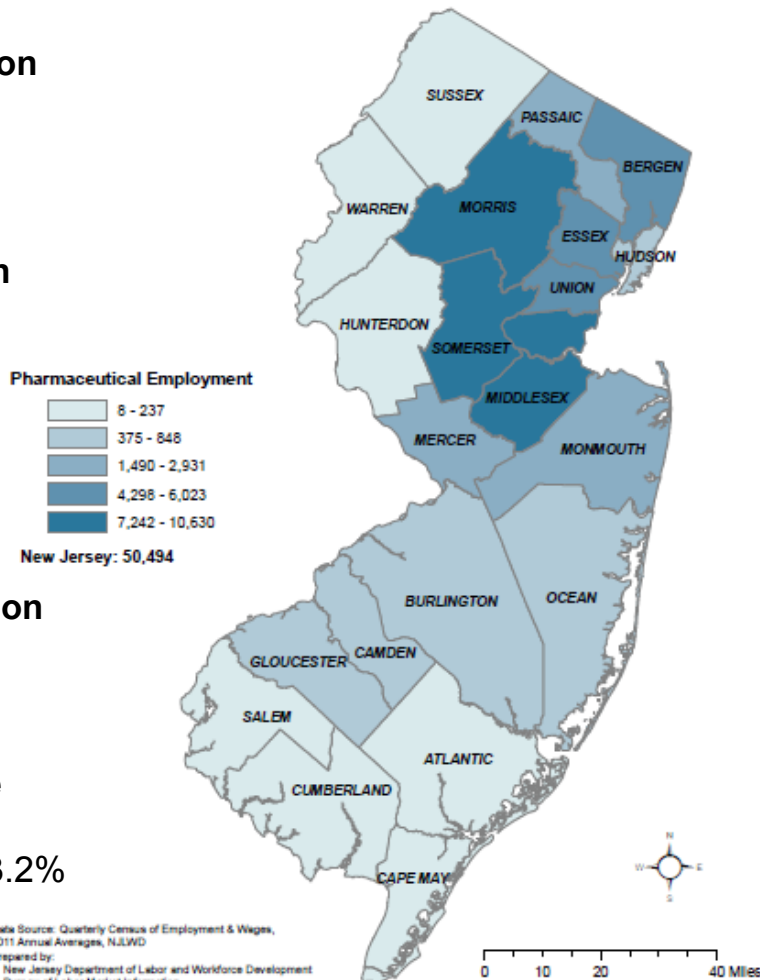 on
SUSSEX
PASSAIC
BERGEN
WARREN
MORRIS
ESSEX
HUDSON
n
UNION
HUNTERDON
SOMERSET
Pharmaceutical Employment
8 - 237
375 - 848
1,490 - 2,931
4,298 - 6,023
7,242 - 10,630
New Jersey: 50,494
MIDDLESEX
MERCER
MONMOUTH
on
BURLINGTON
OCEAN
CAMDEN
GLOUCESTER
SALEM
ATLANTIC
CUMBERLAND
3.2%
CAPE MAY
N
W E
S
ata Source: Quarterly Census of Employment & Wages,
011 Annual Averages, NJLWD
repared by:
New Jersey Department of Labor and Workforce Development
0 10 20 40 Miles